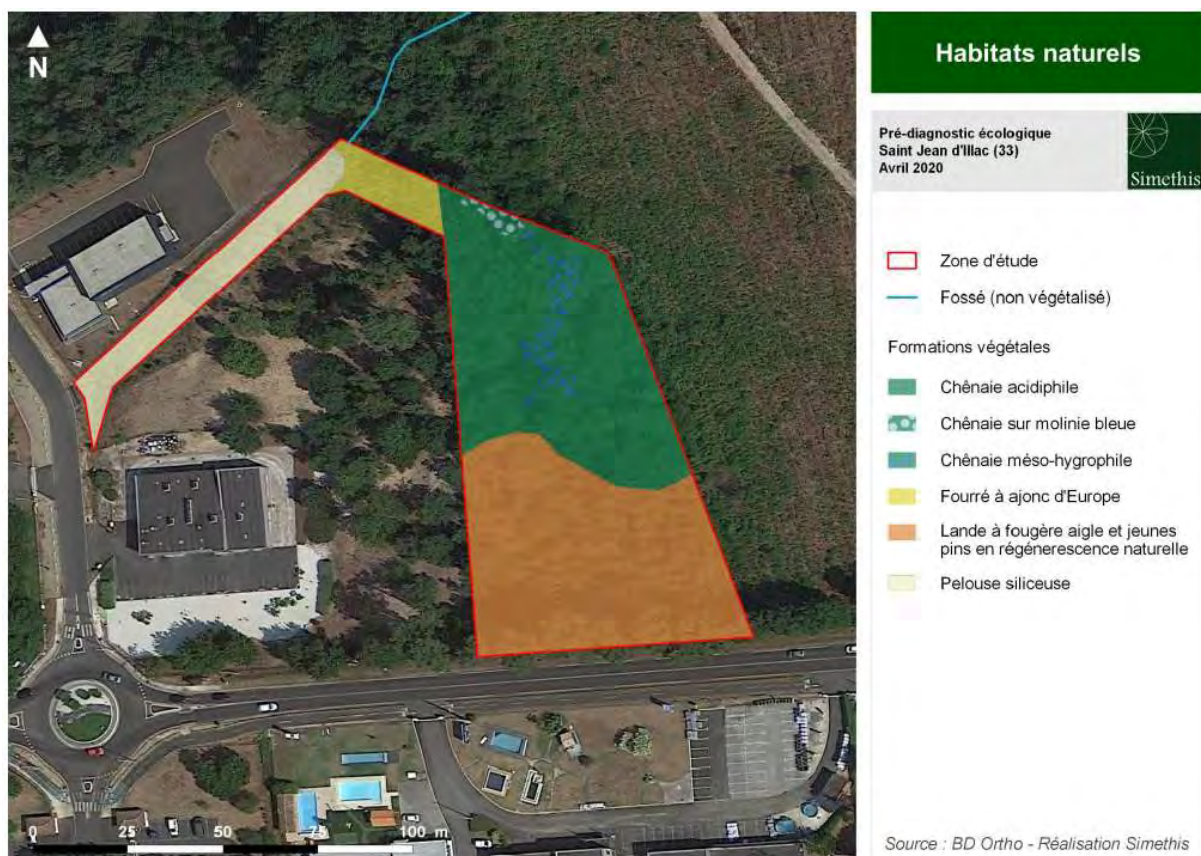 N
Habitats naturels
Pré-diagnostic écologique
Saint Jean d'Illac (33)
Avril 2020
Simethis
Zone d'étude
Fossé (non végétalisé)
Formations végétales
Chênaie acidiphile
Chênaie sur molinie bleue
Chênaie méso-hygrophile
Fourré à ajonc d'Europe
Lande à fougère aigle et jeunes
pins en régénerescence naturelle
Pelouse siliceuse
0 25 50 75 100 m
Source : BD Ortho - Réalisation Simethis